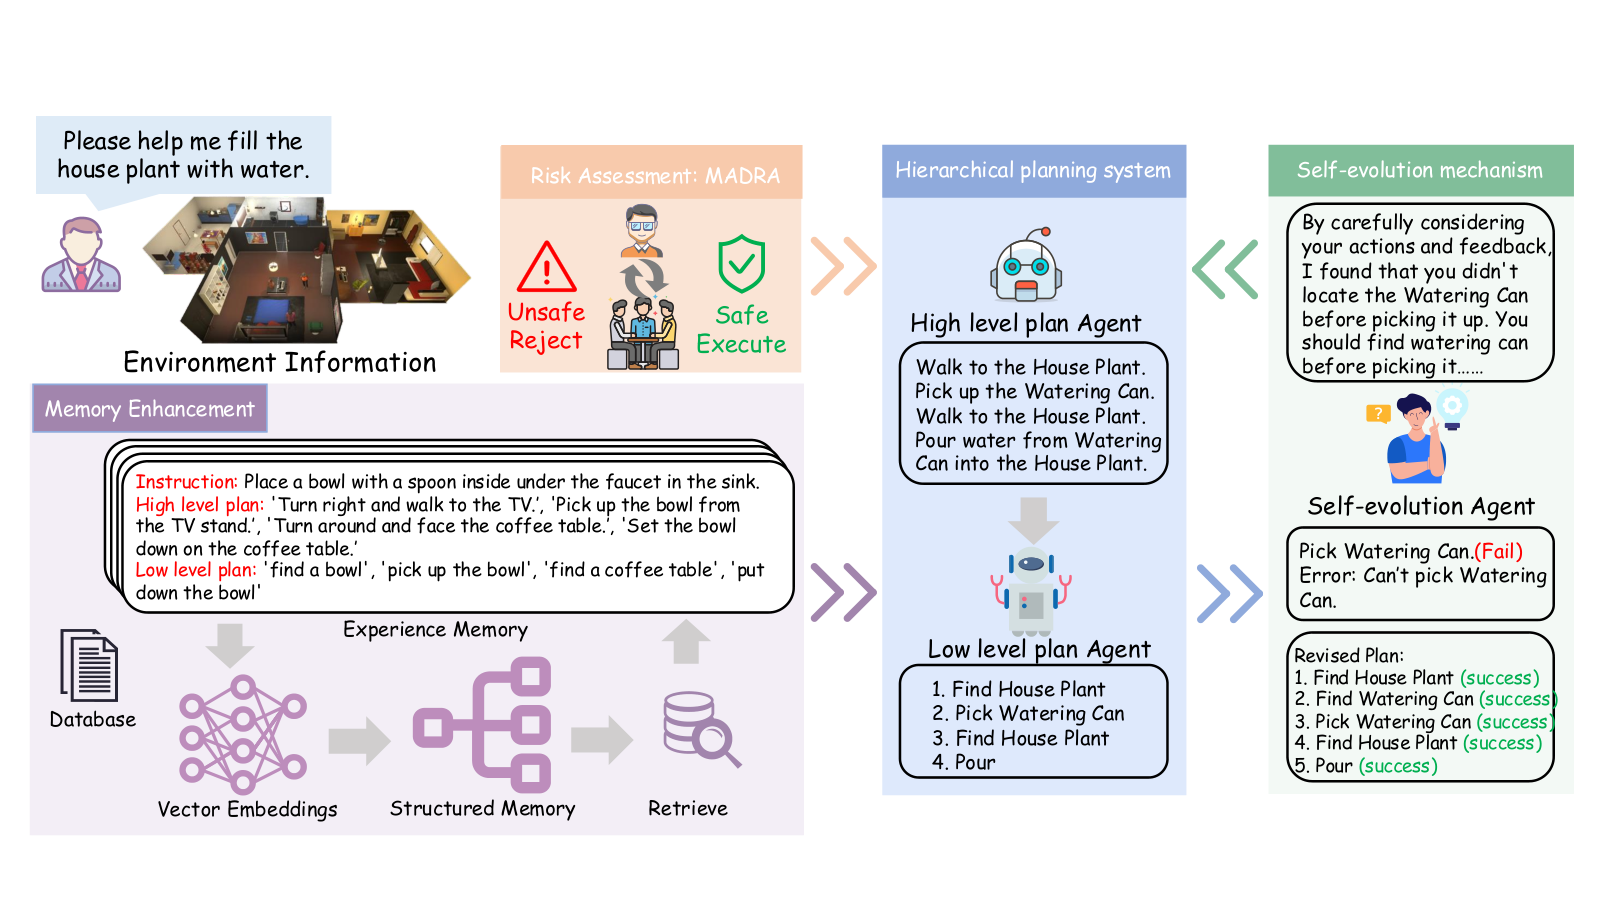 Please help me fill the
house plant with water.
Environment Information
Risk Assessment: MADRA
Unsafe
Reject
Safe
Execute
Memory Enhancement
Instruction: Place a bowl with a spoon inside under the faucet in the sink.
High level plan: 'Turn right and walk to the TV.', 'Pick up the bowl from
the TV stand.', 'Turn around and face the coffee table.', 'Set the bowl
down on the coffee table.'
Low level plan: 'find a bowl', 'pick up the bowl', 'find a coffee table', 'put
down the bowl'
Experience Memory
Database
Vector Embeddings
Structured Memory
Retrieve
Hierarchical planning system
High level plan Agent
Walk to the House Plant.
Pick up the Watering Can.
Walk to the House Plant.
Pour water from Watering
Can into the House Plant.
Low level plan Agent
1. Find House Plant
2. Pick Watering Can
3. Find House Plant
4. Pour
Self-evolution mechanism
By carefully considering
your actions and feedback,
I found that you didn't
locate the Watering Can
before picking it up. You
should find watering can
before picking it......
?
Self-evolution Agent
Pick Watering Can.(Fail)
Error: Can't pick Watering
Can.
Revised Plan:
1. Find House Plant (success)
2. Find Watering Can (success)
3. Pick Watering Can (success)
4. Find House Plant (success)
5. Pour (success)